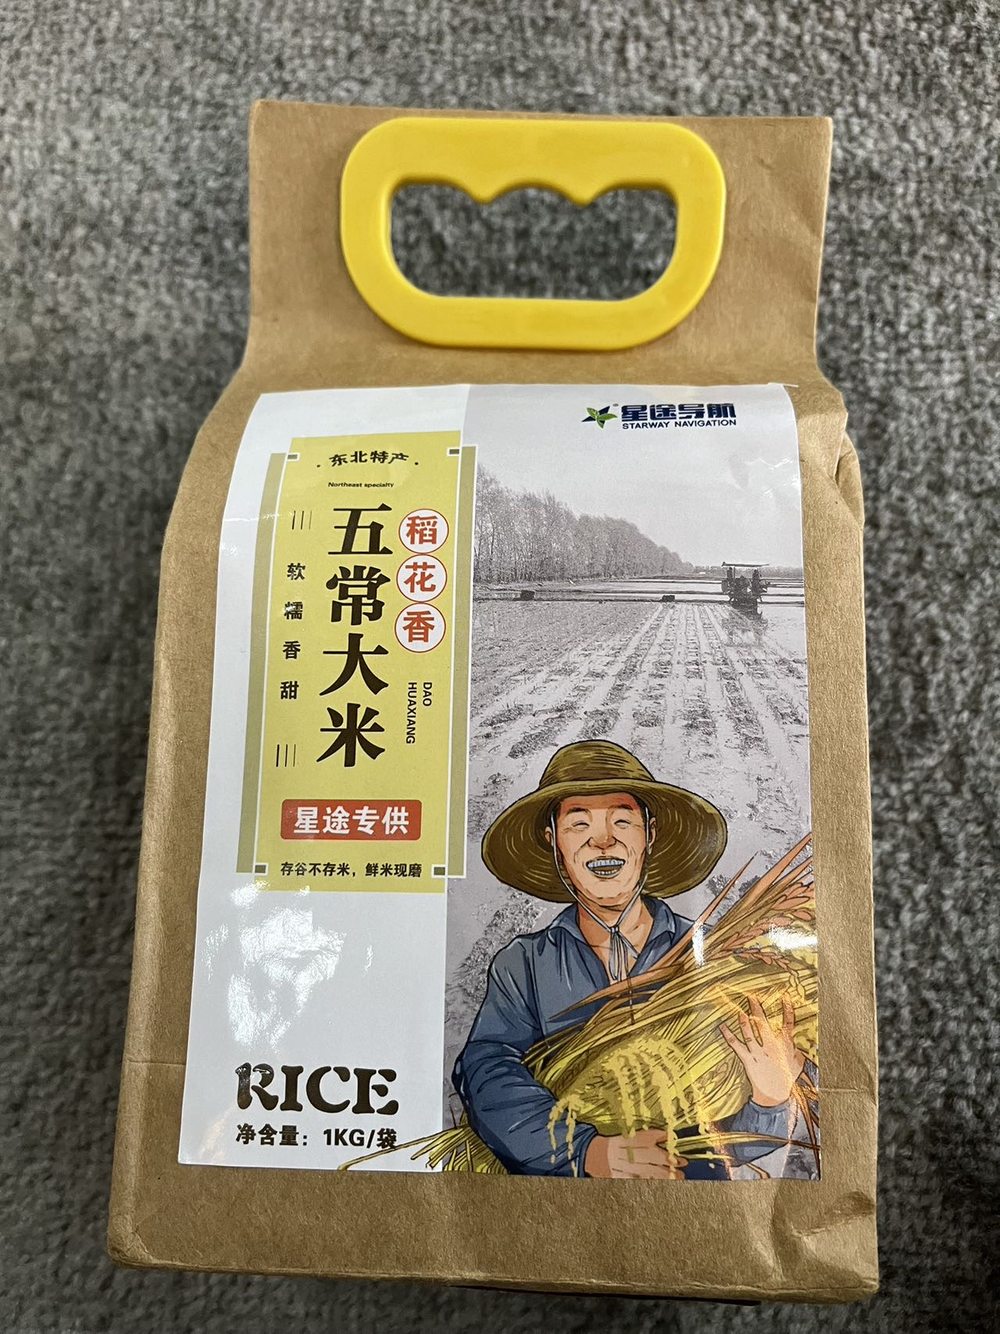 星途导航
STARWAY NAVIGATION
·东北特产·
Northeast specialty
稻花香
DAO
HUAXIANG
五常大米
软糯香甜
星途专供
存谷不存米，鲜米现磨
RICE
净含量：1KG/袋